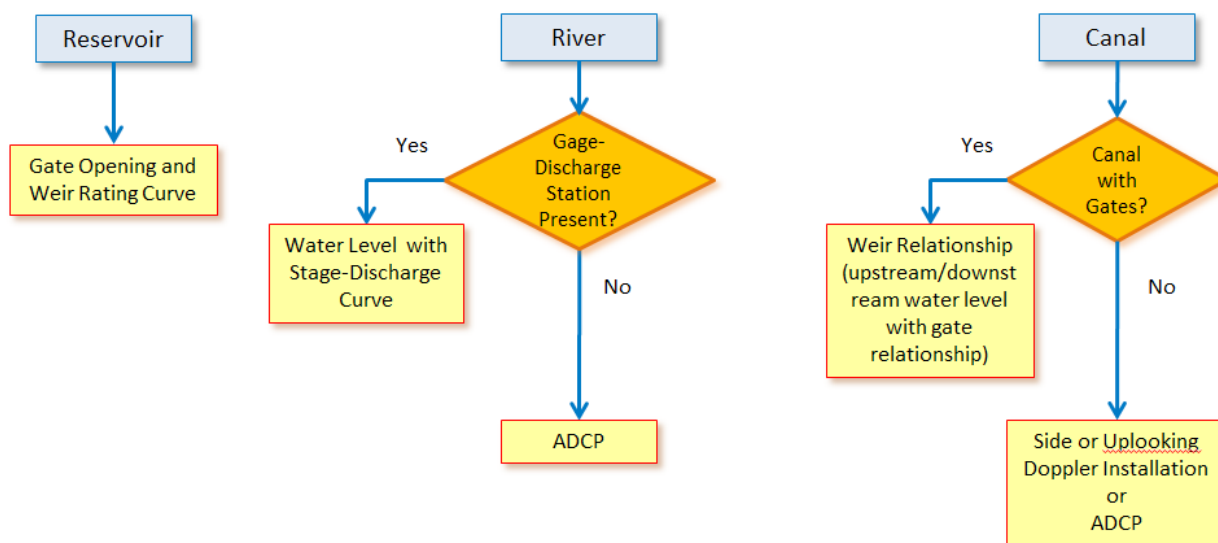 Reservoir
Gate Opening and
Weir Rating Curve
River
Gage-
Discharge
Station
Present?
Yes
Water Level with
Stage-Discharge
Curve
No
ADCP
Canal
Canal
with
Gates?
Yes
Weir Relationship
(upstream/downst
ream water level
with gate
relationship)
No
Side or Uplooking
Doppler Installation
or
ADCP